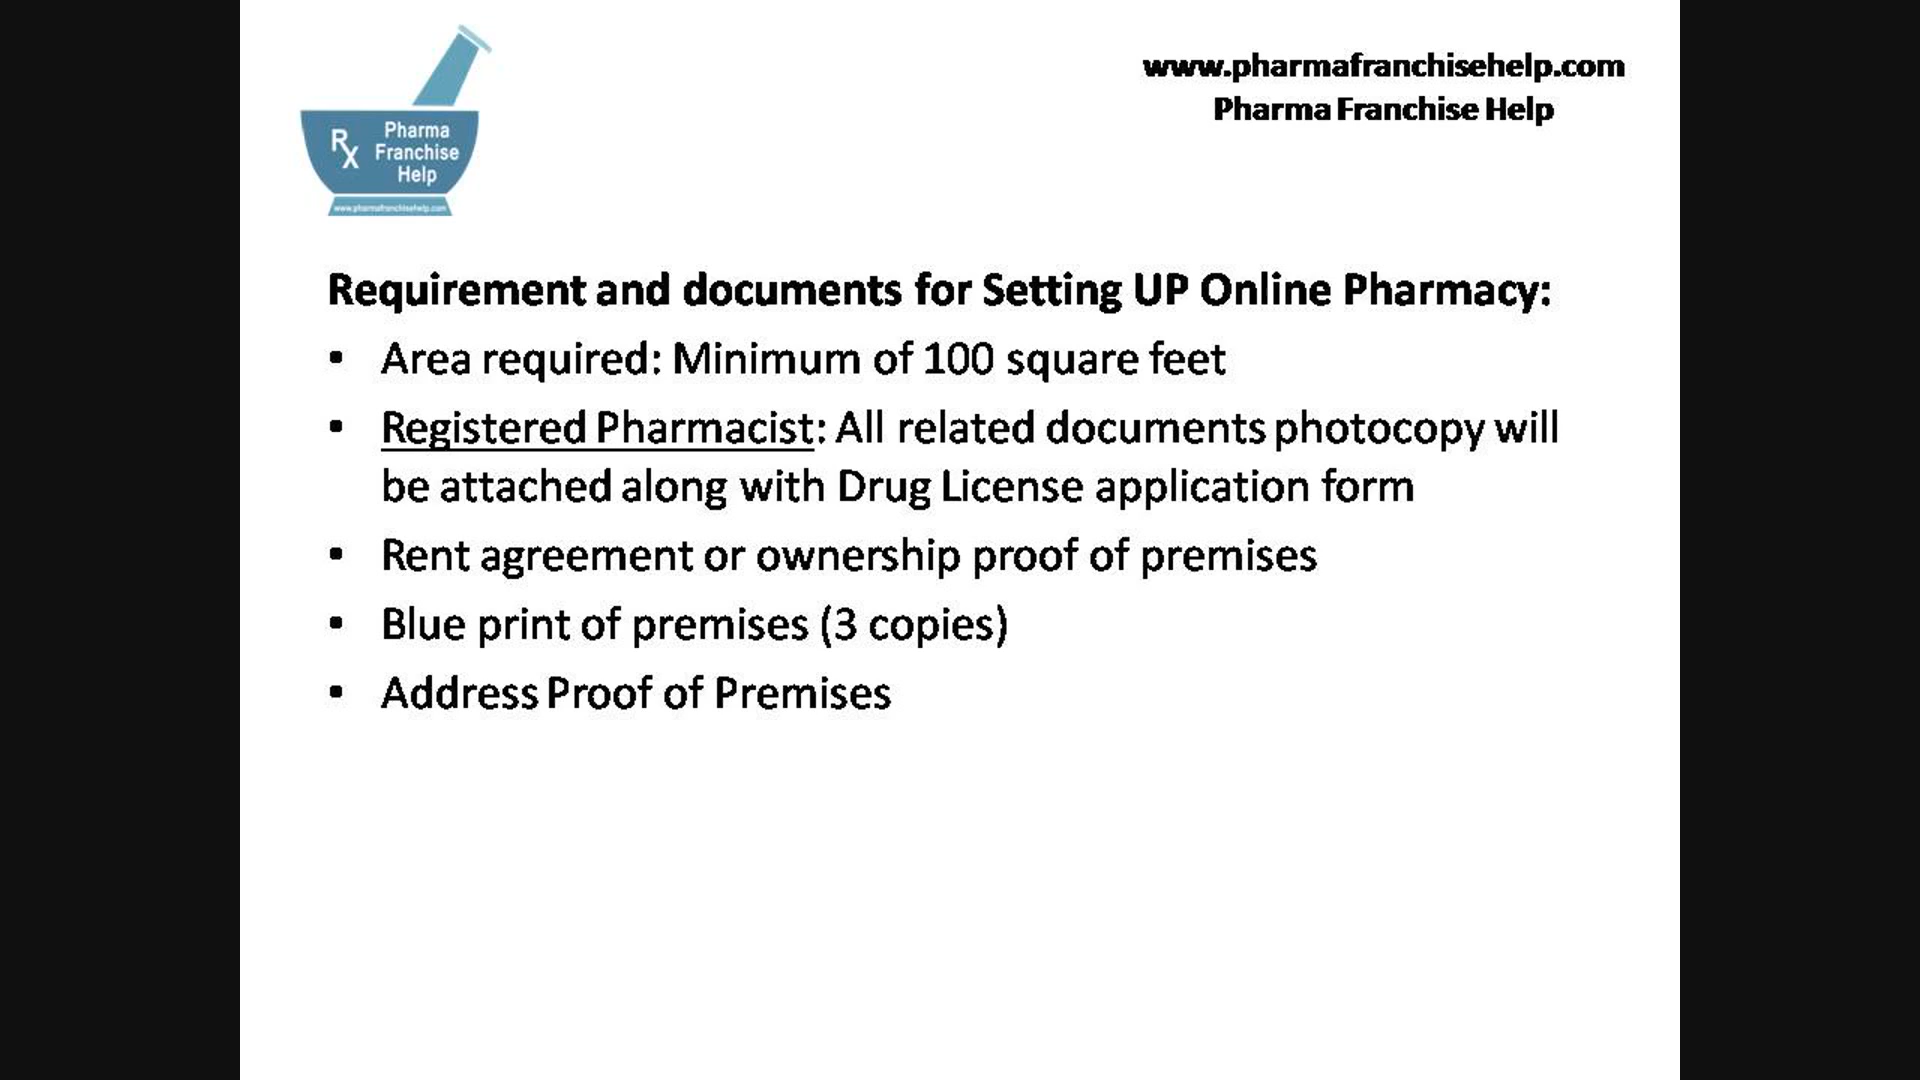 www.pharmafranchisehelp.com
Pharma Franchise Help
Rx
Pharma
Franchise
Help
www.pharmafranchisehelp.com
Requirement and documents for Setting UP Online Pharmacy:
• Area required: Minimum of 100 square feet
• Registered Pharmacist: All related documents photocopy will
be attached along with Drug License application form
• Rent agreement or ownership proof of premises
• Blue print of premises (3 copies)
• Address Proof of Premises